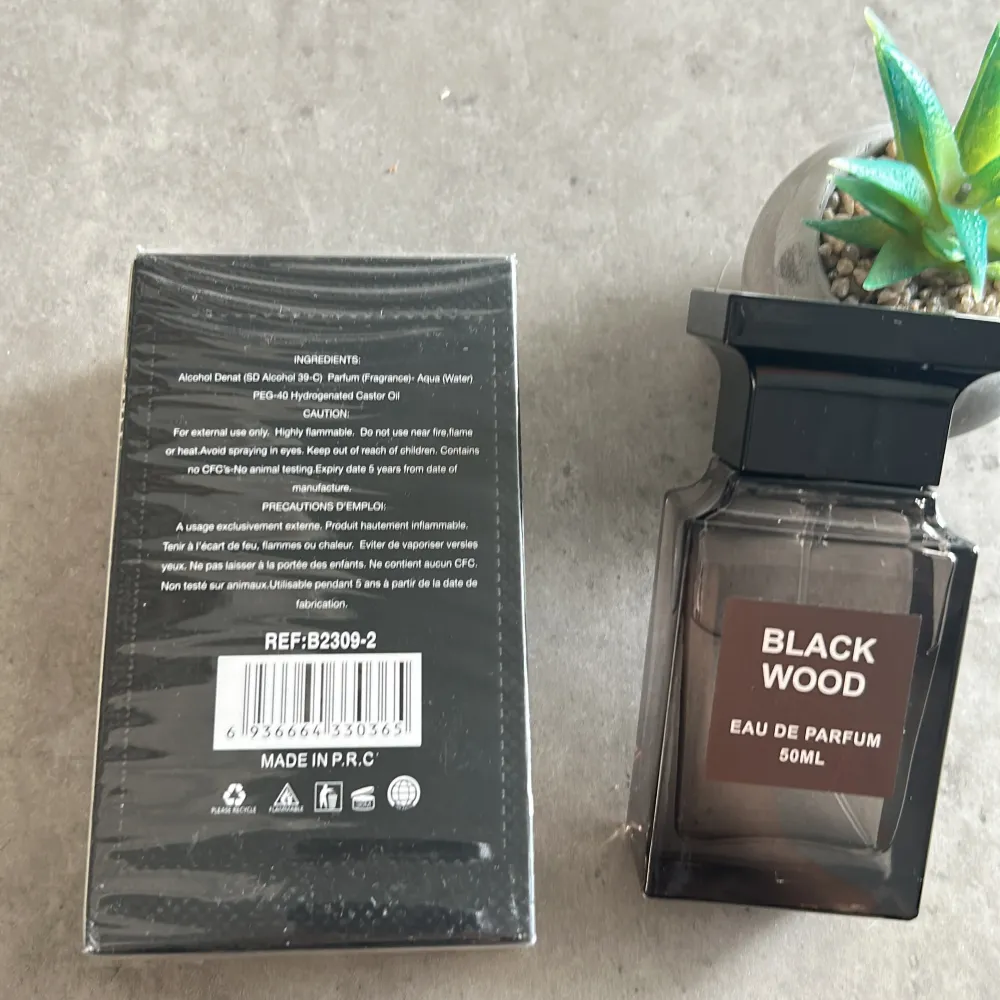 INGREDIENTS:
Alcohol Denat (SD Alcohol 39-C) Parfum (Fragrance)- Aqua (Water)
PEG-40 Hydrogenated Castor Oil
CAUTION:
For external use only. Highly flammable. Do not use near fire,flame
or heat.Avoid spraying in eyes. Keep out of reach of children. Contains
no CFC's-No animal testing.Expiry date 5 years from date of
manufacture.
PRECAUTIONS D'EMPLOI:
A usage exclusivement externe. Produit hautement inflammable.
Tenir à l'écart de feu, flammes ou chaleur. Eviter de vaporiser versles
yeux. Ne pas laisser à la portée des enfants. Ne contient aucun CFC.
Non testé sur animaux.Utilisable pendant 5 ans à partir de la date de
fabrication.
REF:B2309-2
6 936664 330365
MADE IN P.R.C
PLEASE RECYCLE
FLAMMABLE
BLACK
WOOD
EAU DE PARFUM
50ML